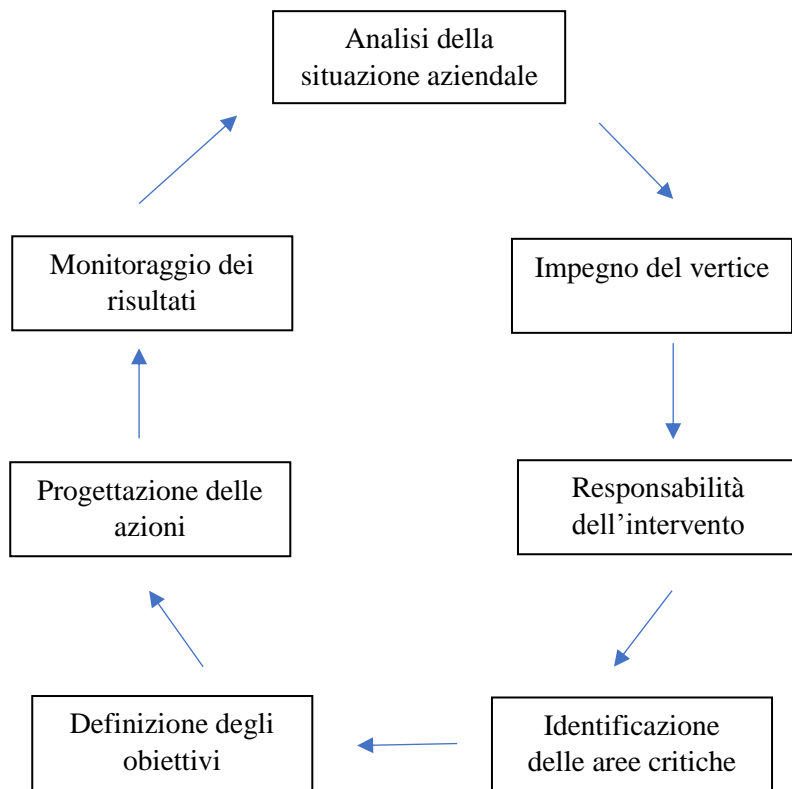 Analisi della
situazione aziendale
Impegno del vertice
Responsabilità
dell’intervento
Identificazione
delle aree critiche
Definizione degli
obiettivi
Progettazione delle
azioni
Monitoraggio dei
risultati